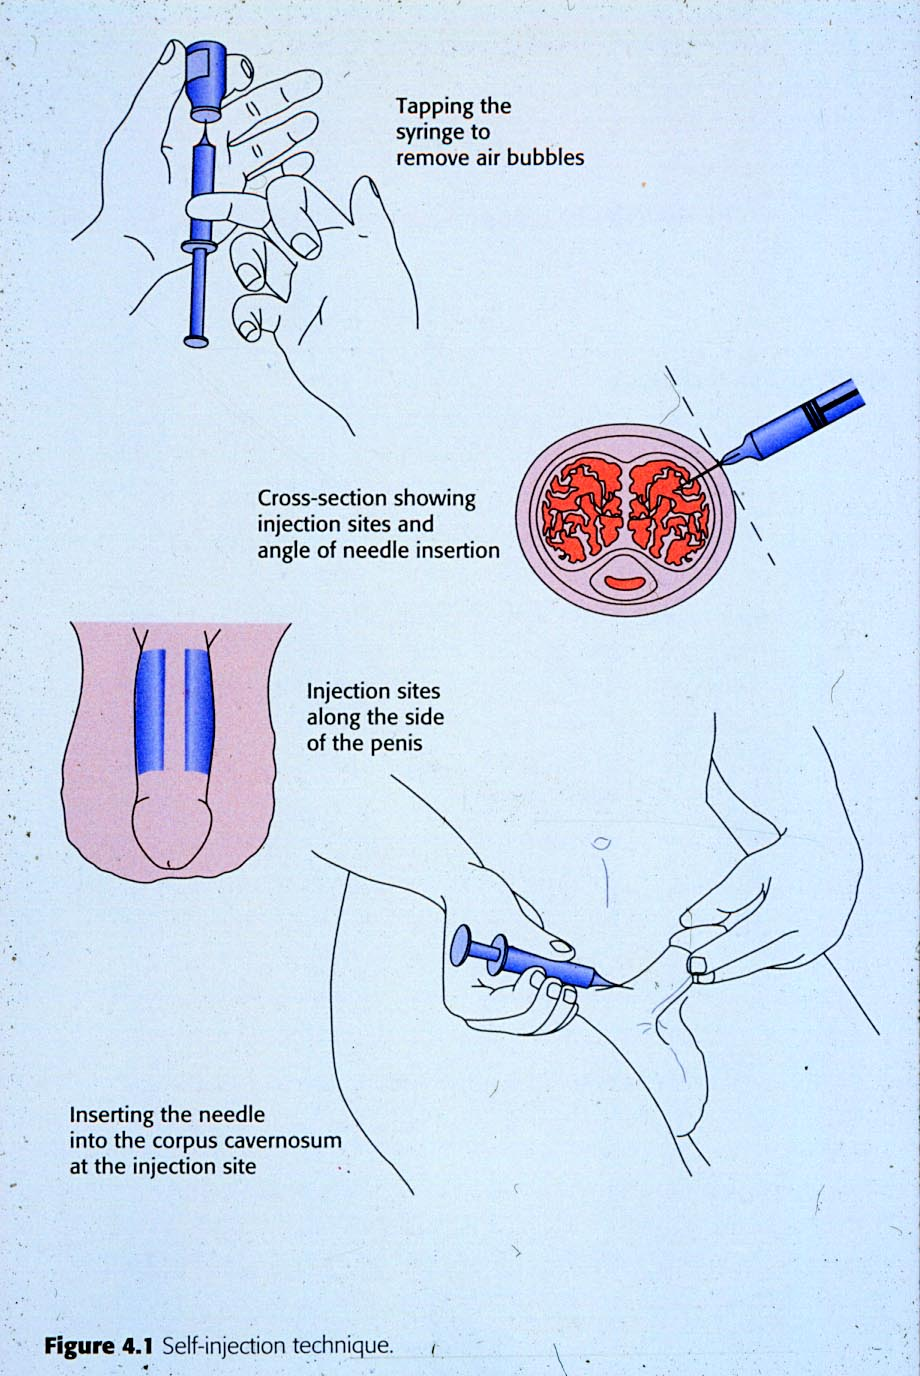 Tapping the
syringe to
remove air bubbles
Cross-section showing
injection sites and
angle of needle insertion
Injection sites
along the side
of the penis
Inserting the needle
into the corpus cavernosum
at the injection site
Figure 4.1 Self-injection technique.